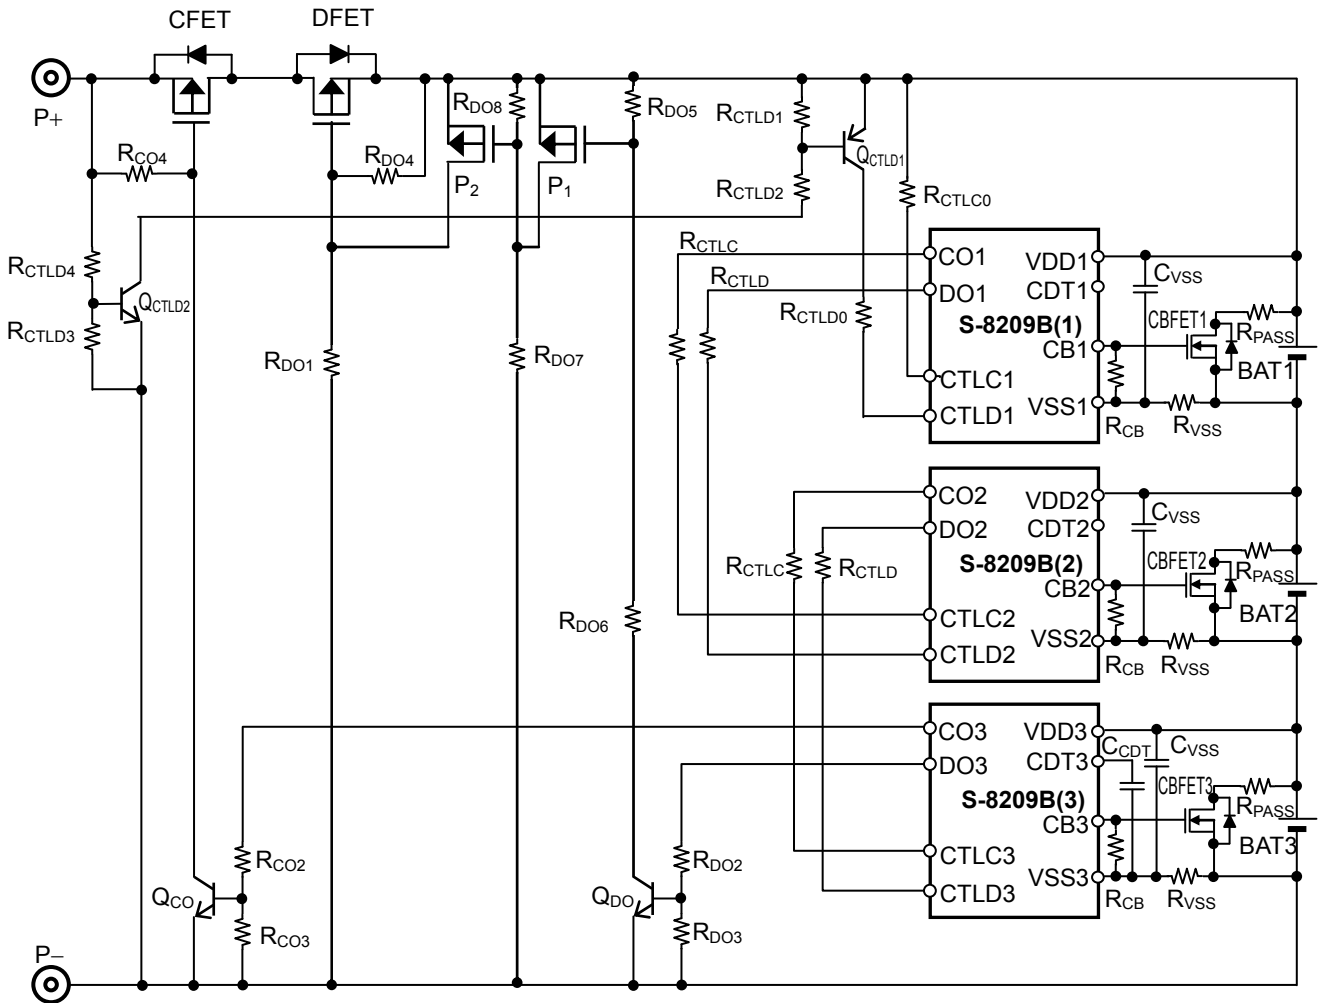 CFET
DFET
P+
RCO4
RDO4
RDO8
P2
P1
RDO5
RCTLD1
QCTLD1
RCTLD2
RCTLC0
RCTLD4
QCTLD2
RCTLD3
RDO1
RDO7
RCTLC
RCTLD
RCTLD0
CO1
DO1
S-8209B(1)
CTLC1
CTLD1
VDD1
CDT1
CB1
VSS1
CVSS
CBFET1
RPASS
BAT1
RCB
RVSS
CO2
DO2
S-8209B(2)
CTLC2
CTLD2
VDD2
CDT2
CB2
VSS2
CVSS
CBFET2
RPASS
BAT2
RCB
RVSS
RCTLC
RCTLD
RDO6
CO3
DO3
S-8209B(3)
CTLC3
CTLD3
VDD3
CDT3
CB3
VSS3
CCDT
CVSS
CBFET3
RPASS
BAT3
RCB
RVSS
RCO2
QCO
RCO3
RDO2
QDO
RDO3
P−